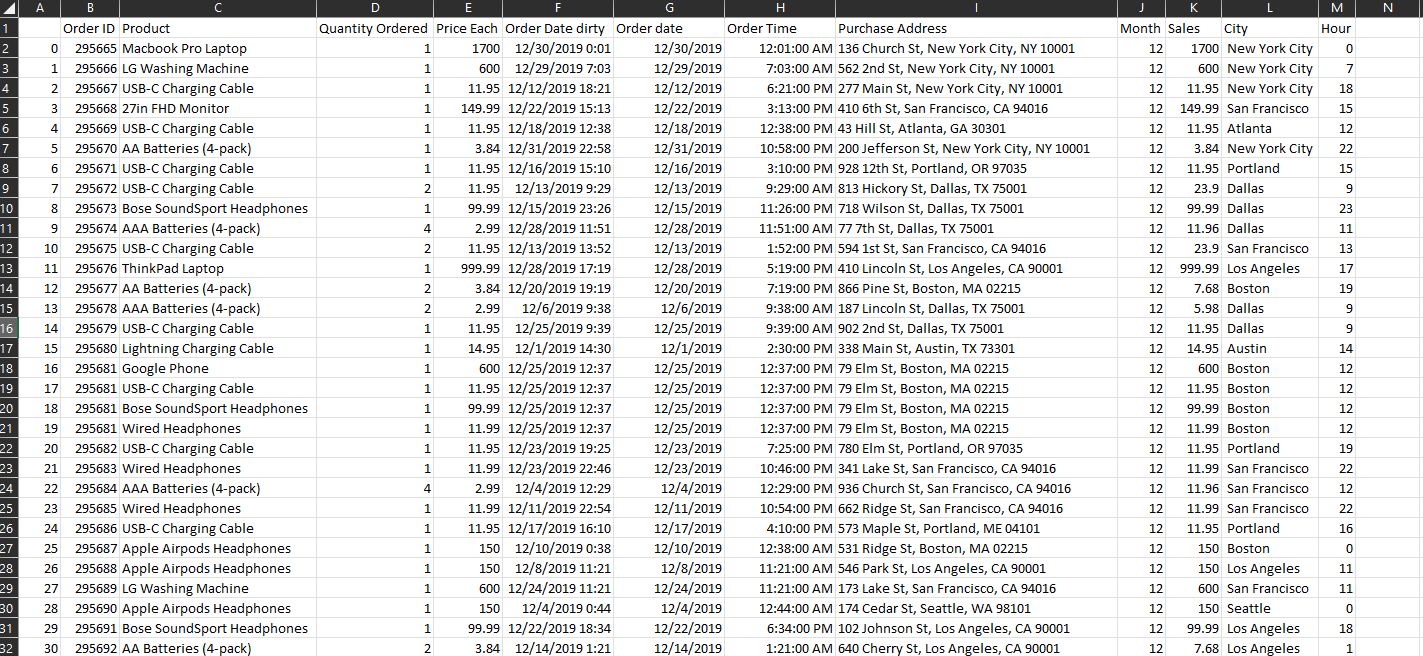 A B C D E F G H I J K L M N
1 Order ID Product Quantity Ordered Price Each Order Date dirty Order date Order Time Purchase Address Month Sales City Hour
2 0 295665 Macbook Pro Laptop 1 1700 12/30/2019 0:01 12/30/2019 12:01:00 AM 136 Church St, New York City, NY 10001 12 1700 New York City 0
3 1 295666 LG Washing Machine 1 600 12/29/2019 7:03 12/29/2019 7:03:00 AM 562 2nd St, New York City, NY 10001 12 600 New York City 7
4 2 295667 USB-C Charging Cable 1 11.95 12/12/2019 18:21 12/12/2019 6:21:00 PM 277 Main St, New York City, NY 10001 12 11.95 New York City 18
5 3 295668 27in FHD Monitor 1 149.99 12/22/2019 15:13 12/22/2019 3:13:00 PM 410 6th St, San Francisco, CA 94016 12 149.99 San Francisco 15
6 4 295669 USB-C Charging Cable 1 11.95 12/18/2019 12:38 12/18/2019 12:38:00 PM 43 Hill St, Atlanta, GA 30301 12 11.95 Atlanta 12
7 5 295670 AA Batteries (4-pack) 1 3.84 12/31/2019 22:58 12/31/2019 10:58:00 PM 200 Jefferson St, New York City, NY 10001 12 3.84 New York City 22
8 6 295671 USB-C Charging Cable 1 11.95 12/16/2019 15:10 12/16/2019 3:10:00 PM 928 12th St, Portland, OR 97035 12 11.95 Portland 15
9 7 295672 USB-C Charging Cable 2 11.95 12/13/2019 9:29 12/13/2019 9:29:00 AM 813 Hickory St, Dallas, TX 75001 12 23.9 Dallas 9
10 8 295673 Bose SoundSport Headphones 1 99.99 12/15/2019 23:26 12/15/2019 11:26:00 PM 718 Wilson St, Dallas, TX 75001 12 99.99 Dallas 23
11 9 295674 AAA Batteries (4-pack) 4 2.99 12/28/2019 11:51 12/28/2019 11:51:00 AM 77 7th St, Dallas, TX 75001 12 11.96 Dallas 11
12 10 295675 USB-C Charging Cable 2 11.95 12/13/2019 13:52 12/13/2019 1:52:00 PM 594 1st St, San Francisco, CA 94016 12 23.9 San Francisco 13
13 11 295676 ThinkPad Laptop 1 999.99 12/28/2019 17:19 12/28/2019 5:19:00 PM 410 Lincoln St, Los Angeles, CA 90001 12 999.99 Los Angeles 17
14 12 295677 AA Batteries (4-pack) 2 3.84 12/20/2019 19:19 12/20/2019 7:19:00 PM 866 Pine St, Boston, MA 02215 12 7.68 Boston 19
15 13 295678 AAA Batteries (4-pack) 2 2.99 12/6/2019 9:38 12/6/2019 9:38:00 AM 187 Lincoln St, Dallas, TX 75001 12 5.98 Dallas 9
16 14 295679 USB-C Charging Cable 1 11.95 12/25/2019 9:39 12/25/2019 9:39:00 AM 902 2nd St, Dallas, TX 75001 12 11.95 Dallas 9
17 15 295680 Lightning Charging Cable 1 14.95 12/1/2019 14:30 12/1/2019 2:30:00 PM 338 Main St, Austin, TX 73301 12 14.95 Austin 14
18 16 295681 Google Phone 1 600 12/25/2019 12:37 12/25/2019 12:37:00 PM 79 Elm St, Boston, MA 02215 12 600 Boston 12
19 17 295681 USB-C Charging Cable 1 11.95 12/25/2019 12:37 12/25/2019 12:37:00 PM 79 Elm St, Boston, MA 02215 12 11.95 Boston 12
20 18 295681 Bose SoundSport Headphones 1 99.99 12/25/2019 12:37 12/25/2019 12:37:00 PM 79 Elm St, Boston, MA 02215 12 99.99 Boston 12
21 19 295681 Wired Headphones 1 11.99 12/25/2019 12:37 12/25/2019 12:37:00 PM 79 Elm St, Boston, MA 02215 12 11.99 Boston 12
22 20 295682 USB-C Charging Cable 1 11.95 12/23/2019 19:25 12/23/2019 7:25:00 PM 780 Elm St, Portland, OR 97035 12 11.95 Portland 19
23 21 295683 Wired Headphones 1 11.99 12/23/2019 22:46 12/23/2019 10:46:00 PM 341 Lake St, San Francisco, CA 94016 12 11.99 San Francisco 22
24 22 295684 AAA Batteries (4-pack) 4 2.99 12/4/2019 12:29 12/4/2019 12:29:00 PM 936 Church St, San Francisco, CA 94016 12 11.96 San Francisco 12
25 23 295685 Wired Headphones 1 11.99 12/11/2019 22:54 12/11/2019 10:54:00 PM 662 Ridge St, San Francisco, CA 94016 12 11.99 San Francisco 22
26 24 295686 USB-C Charging Cable 1 11.95 12/17/2019 16:10 12/17/2019 4:10:00 PM 573 Maple St, Portland, ME 04101 12 11.95 Portland 16
27 25 295687 Apple Airpods Headphones 1 150 12/10/2019 0:38 12/10/2019 12:38:00 AM 531 Ridge St, Boston, MA 02215 12 150 Boston 0
28 26 295688 Apple Airpods Headphones 1 150 12/8/2019 11:21 12/8/2019 11:21:00 AM 546 Park St, Los Angeles, CA 90001 12 150 Los Angeles 11
29 27 295689 LG Washing Machine 1 600 12/24/2019 11:21 12/24/2019 11:21:00 AM 173 Lake St, San Francisco, CA 94016 12 600 San Francisco 11
30 28 295690 Apple Airpods Headphones 1 150 12/4/2019 0:44 12/4/2019 12:44:00 AM 174 Cedar St, Seattle, WA 98101 12 150 Seattle 0
31 29 295691 Bose SoundSport Headphones 1 99.99 12/22/2019 18:34 12/22/2019 6:34:00 PM 102 Johnson St, Los Angeles, CA 90001 12 99.99 Los Angeles 18
32 30 295692 AA Batteries (4-pack) 2 3.84 12/14/2019 1:21 12/14/2019 1:21:00 AM 640 Cherry St, Los Angeles, CA 90001 12 7.68 Los Angeles 1